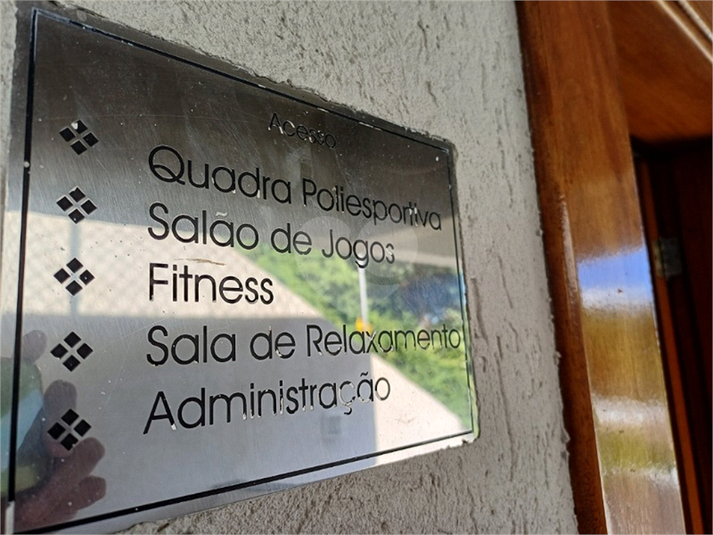 Acesso
Quadra Poliesportiva
Salão de Jogos
Fitness
Sala de Relaxamento
Administração